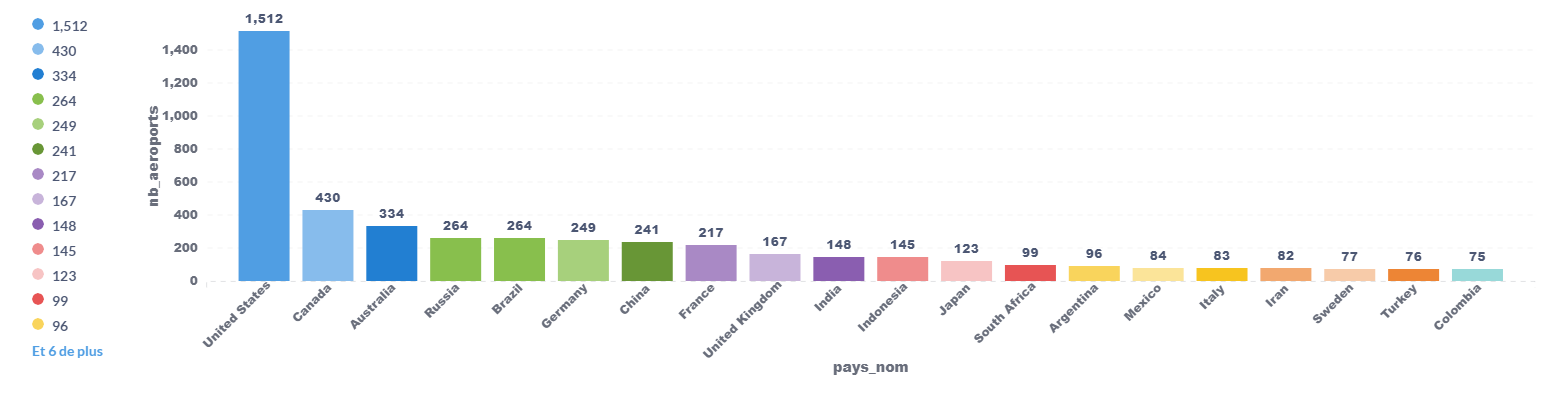 1,512
430
334
264
249
241
217
167
148
145
123
99
96
Et 6 de plus
nb_aeroports
1,400
1,200
1,000
800
600
400
200
0
1,512
430
334
264
264
249
241
217
167
148
145
123
99
96
84
83
82
77
76
75
United States
Canada
Australia
Russia
Brazil
Germany
China
France
United Kingdom
India
Indonesia
Japan
South Africa
Argentina
Mexico
Italy
Iran
Sweden
Turkey
Colombia
pays_nom